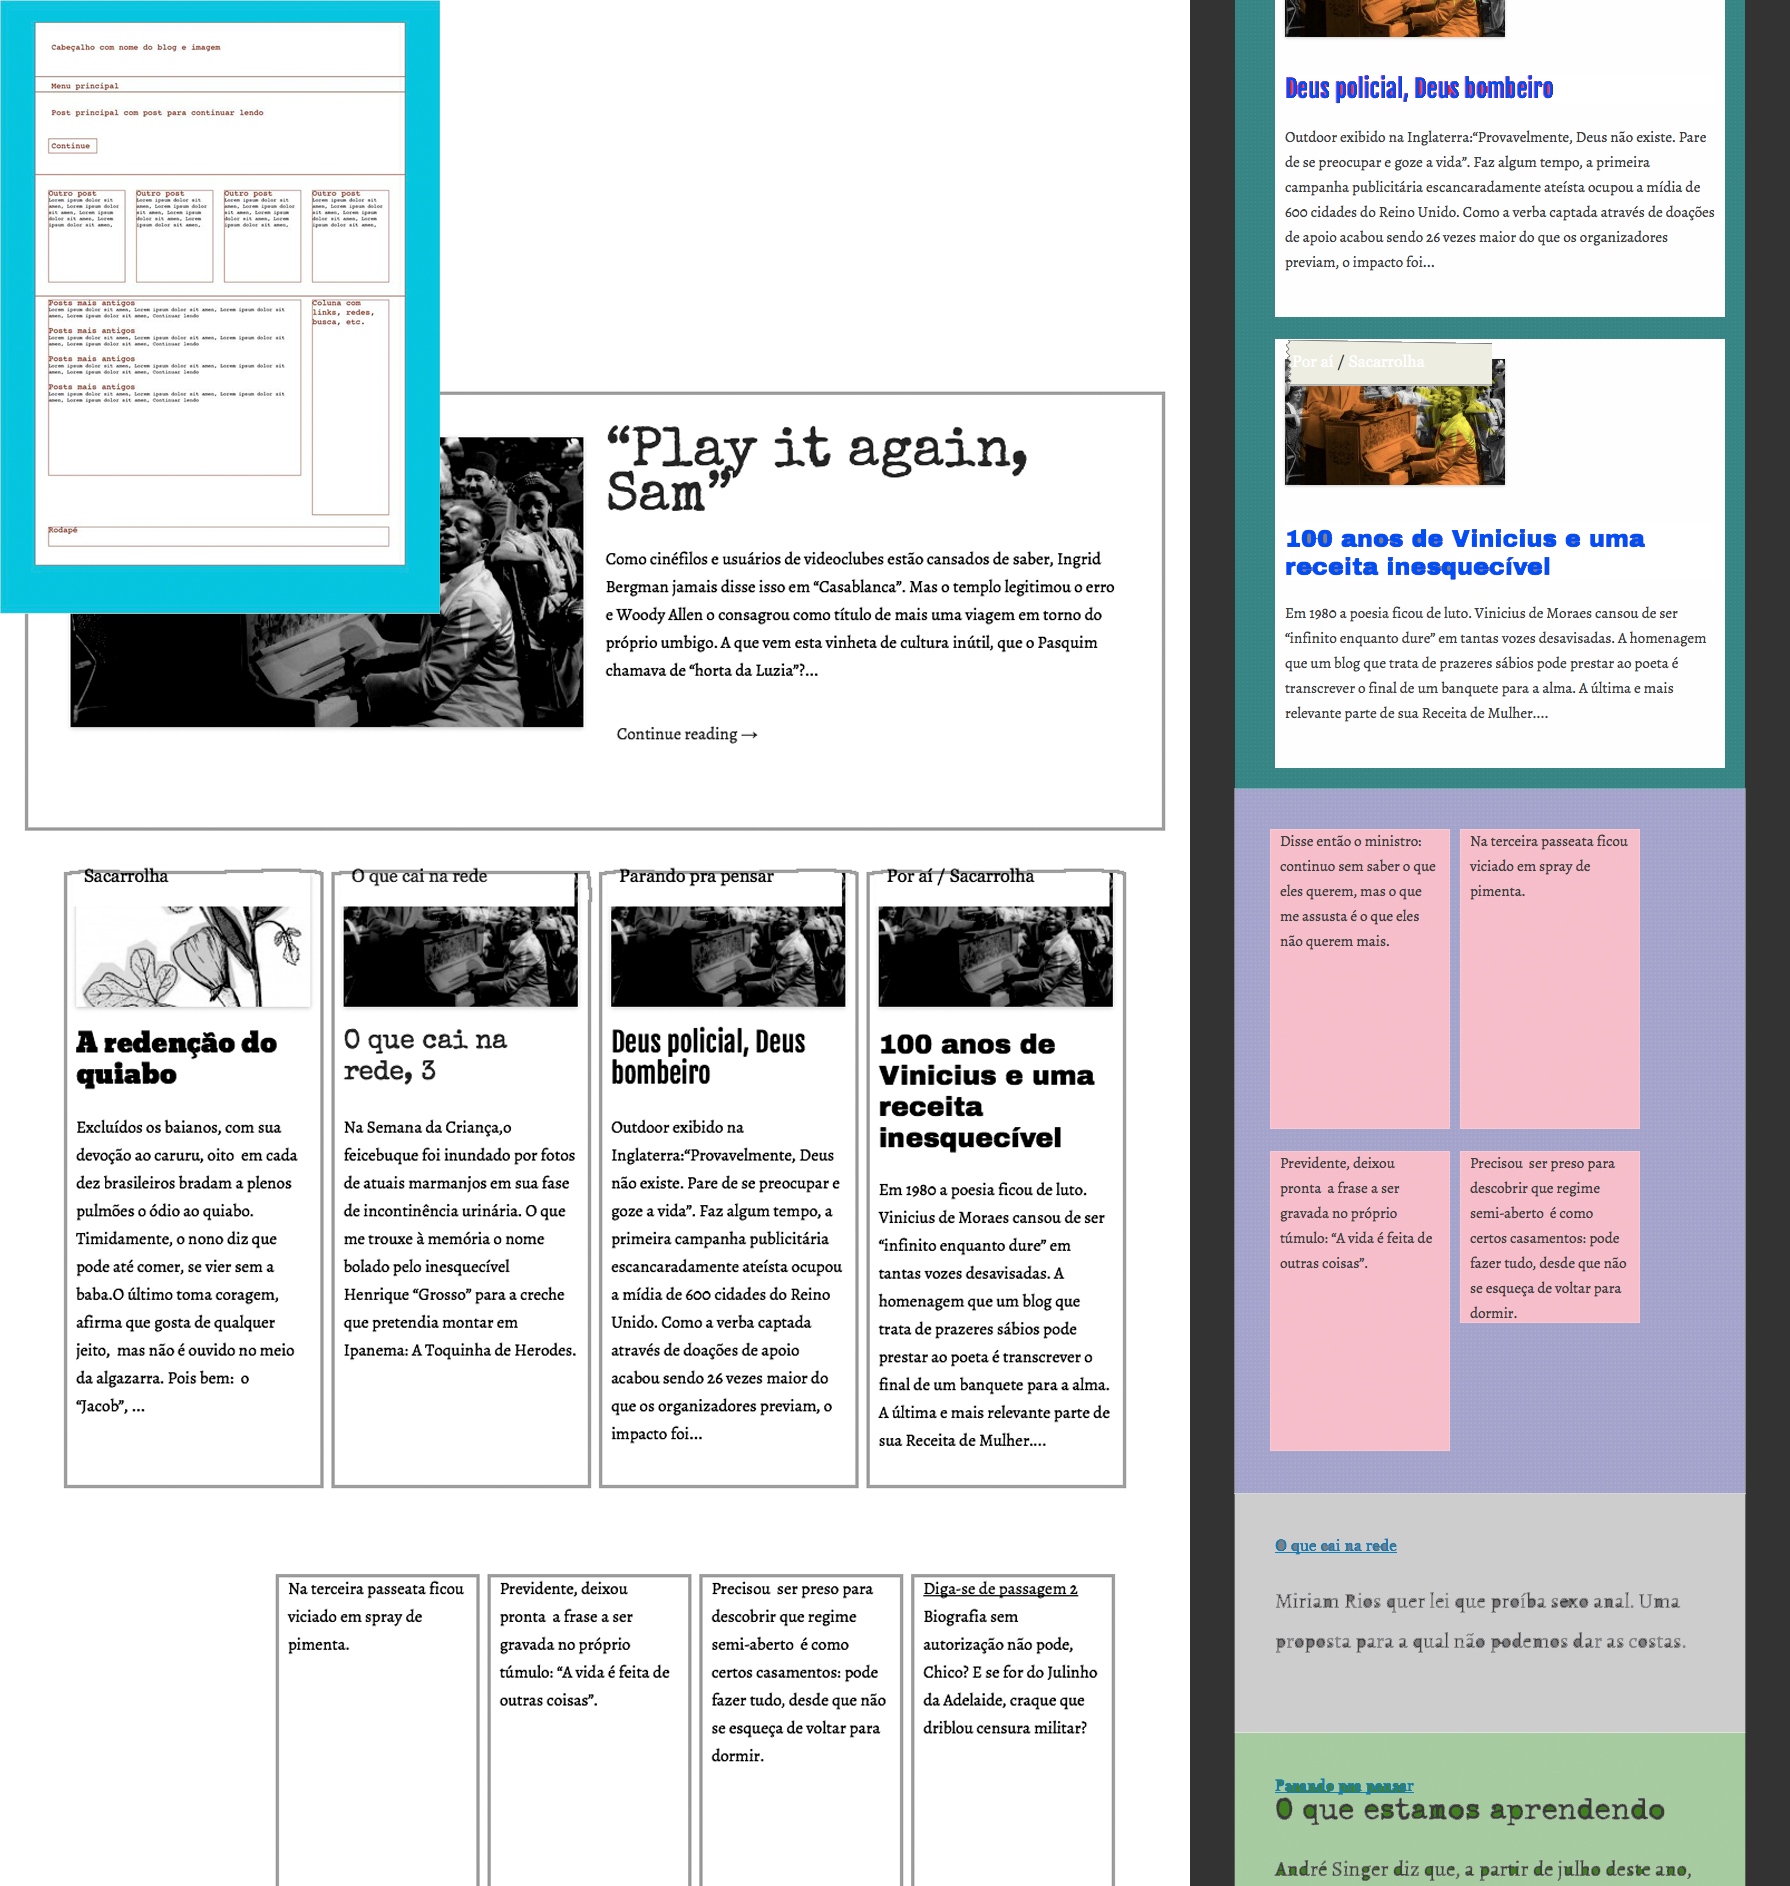 Cabeçalho com nome do blog e imagem
Menu principal
Post principal com post para continuar lendo
Continue
Outro post
Lorem ipsum dolor sit
amen, Lorem ipsum dolor
sit amen, Lorem ipsum
dolor sit amen, Lorem
ipsum dolor sit amen,
Outro post
Lorem ipsum dolor sit
amen, Lorem ipsum dolor
sit amen, Lorem ipsum
dolor sit amen, Lorem
ipsum dolor sit amen,
Outro post
Lorem ipsum dolor sit
amen, Lorem ipsum dolor
sit amen, Lorem ipsum
dolor sit amen, Lorem
ipsum dolor sit amen,
Outro post
Lorem ipsum dolor sit
amen, Lorem ipsum dolor
sit amen, Lorem ipsum
dolor sit amen, Lorem
ipsum dolor sit amen,
Posts mais antigos
Lorem ipsum dolor sit amen, Lorem ipsum dolor sit amen, Lorem ipsum dolor sit
amen, Lorem ipsum dolor sit amen, Continuar lendo
Posts mais antigos
Lorem ipsum dolor sit amen, Lorem ipsum dolor sit amen, Lorem ipsum dolor sit
amen, Lorem ipsum dolor sit amen, Continuar lendo
Posts mais antigos
Lorem ipsum dolor sit amen, Lorem ipsum dolor sit amen, Lorem ipsum dolor sit
amen, Lorem ipsum dolor sit amen, Continuar lendo
Posts mais antigos
Lorem ipsum dolor sit amen, Lorem ipsum dolor sit amen, Lorem ipsum dolor sit
amen, Lorem ipsum dolor sit amen, Continuar lendo
Coluna com
links, redes,
busca, etc.
Rodapé
“Play it again,
Sam”
Como cinéfilos e usuários de videoclubes estão cansados de saber, Ingrid
Bergman jamais disse isso em “Casablanca”. Mas o templo legitimou o erro
e Woody Allen o consagrou como título de mais uma viagem em torno do
próprio umbigo. A que vem esta vinheta de cultura inútil, que o Pasquim
chamava de “horta da Luzia”?...
Continue reading →
Sacarrolha
A redenção do
quiabo
Excluídos os baianos, com sua
devoção ao caruru, oito em cada
dez brasileiros bradam a plenos
pulmões o ódio ao quiabo.
Timidamente, o nono diz que
pode até comer, se vier sem a
baba.O último toma coragem,
afirma que gosta de qualquer
jeito, mas não é ouvido no meio
da algazarra. Pois bem: o
“Jacob”, ...
O que cai na rede
O que cai na
rede, 3
Na Semana da Criança,o
feicebuque foi inundado por fotos
de atuais marmanjos em sua fase
de incontinência urinária. O que
me trouxe à memória o nome
bolado pelo inesquecível
Henrique “Grosso” para a creche
que pretendia montar em
Ipanema: A Toquinha de Herodes.
Parando pra pensar
Deus policial, Deus
bombeiro
Outdoor exibido na
Inglaterra:“Provavelmente, Deus
não existe. Pare de se preocupar e
goze a vida”. Faz algum tempo, a
primeira campanha publicitária
escancaradamente ateísta ocupou
a mídia de 600 cidades do Reino
Unido. Como a verba captada
através de doações de apoio
acabou sendo 26 vezes maior do
que os organizadores previam, o
impacto foi...
Por aí / Sacarrolha
100 anos de
Vinicius e uma
receita
inesquecível
Em 1980 a poesia ficou de luto.
Vinicius de Moraes cansou de ser
“infinito enquanto dure” em
tantas vozes desavisadas. A
homenagem que um blog que
trata de prazeres sábios pode
prestar ao poeta é transcrever o
final de um banquete para a alma.
A última e mais relevante parte de
sua Receita de Mulher....
Na terceira passeata ficou
viciado em spray de
pimenta.
Previdente, deixou
pronta a frase a ser
gravada no próprio
túmulo: “A vida é feita de
outras coisas”.
Precisou ser preso para
descobrir que regime
semi-aberto é como
certos casamentos: pode
fazer tudo, desde que não
se esqueça de voltar para
dormir.
Diga-se de passagem 2
Biografia sem
autorização não pode,
Chico? E se for do Julinho
da Adelaide, craque que
driblou censura militar?
Deus policial, Deus bombeiro
Outdoor exibido na Inglaterra:“Provavelmente, Deus não existe. Pare
de se preocupar e goze a vida”. Faz algum tempo, a primeira
campanha publicitária escancaradamente ateísta ocupou a mídia de
600 cidades do Reino Unido. Como a verba captada através de doações
de apoio acabou sendo 26 vezes maior do que os organizadores
previam, o impacto foi...
Por aí / Sacarrolha
100 anos de Vinicius e uma
receita inesquecível
Em 1980 a poesia ficou de luto. Vinicius de Moraes cansou de ser
“infinito enquanto dure” em tantas vozes desavisadas. A homenagem
que um blog que trata de prazeres sábios pode prestar ao poeta é
transcrever o final de um banquete para a alma. A última e mais
relevante parte de sua Receita de Mulher....
Disse então o ministro:
continuo sem saber o que
eles querem, mas o que
me assusta é o que eles
não querem mais.
Na terceira passeata ficou
viciado em spray de
pimenta.
Previdente, deixou
pronta a frase a ser
gravada no próprio
túmulo: “A vida é feita de
outras coisas”.
Precisou ser preso para
descobrir que regime
semi-aberto é como
certos casamentos: pode
fazer tudo, desde que não
se esqueça de voltar para
dormir.
O que cai na rede
Miriam Rios quer lei que proíba sexo anal. Uma
proposta para a qual não podemos dar as costas.
Parando pra pensar
O que estamos aprendendo
André Singer diz que, a partir de julho deste ano,